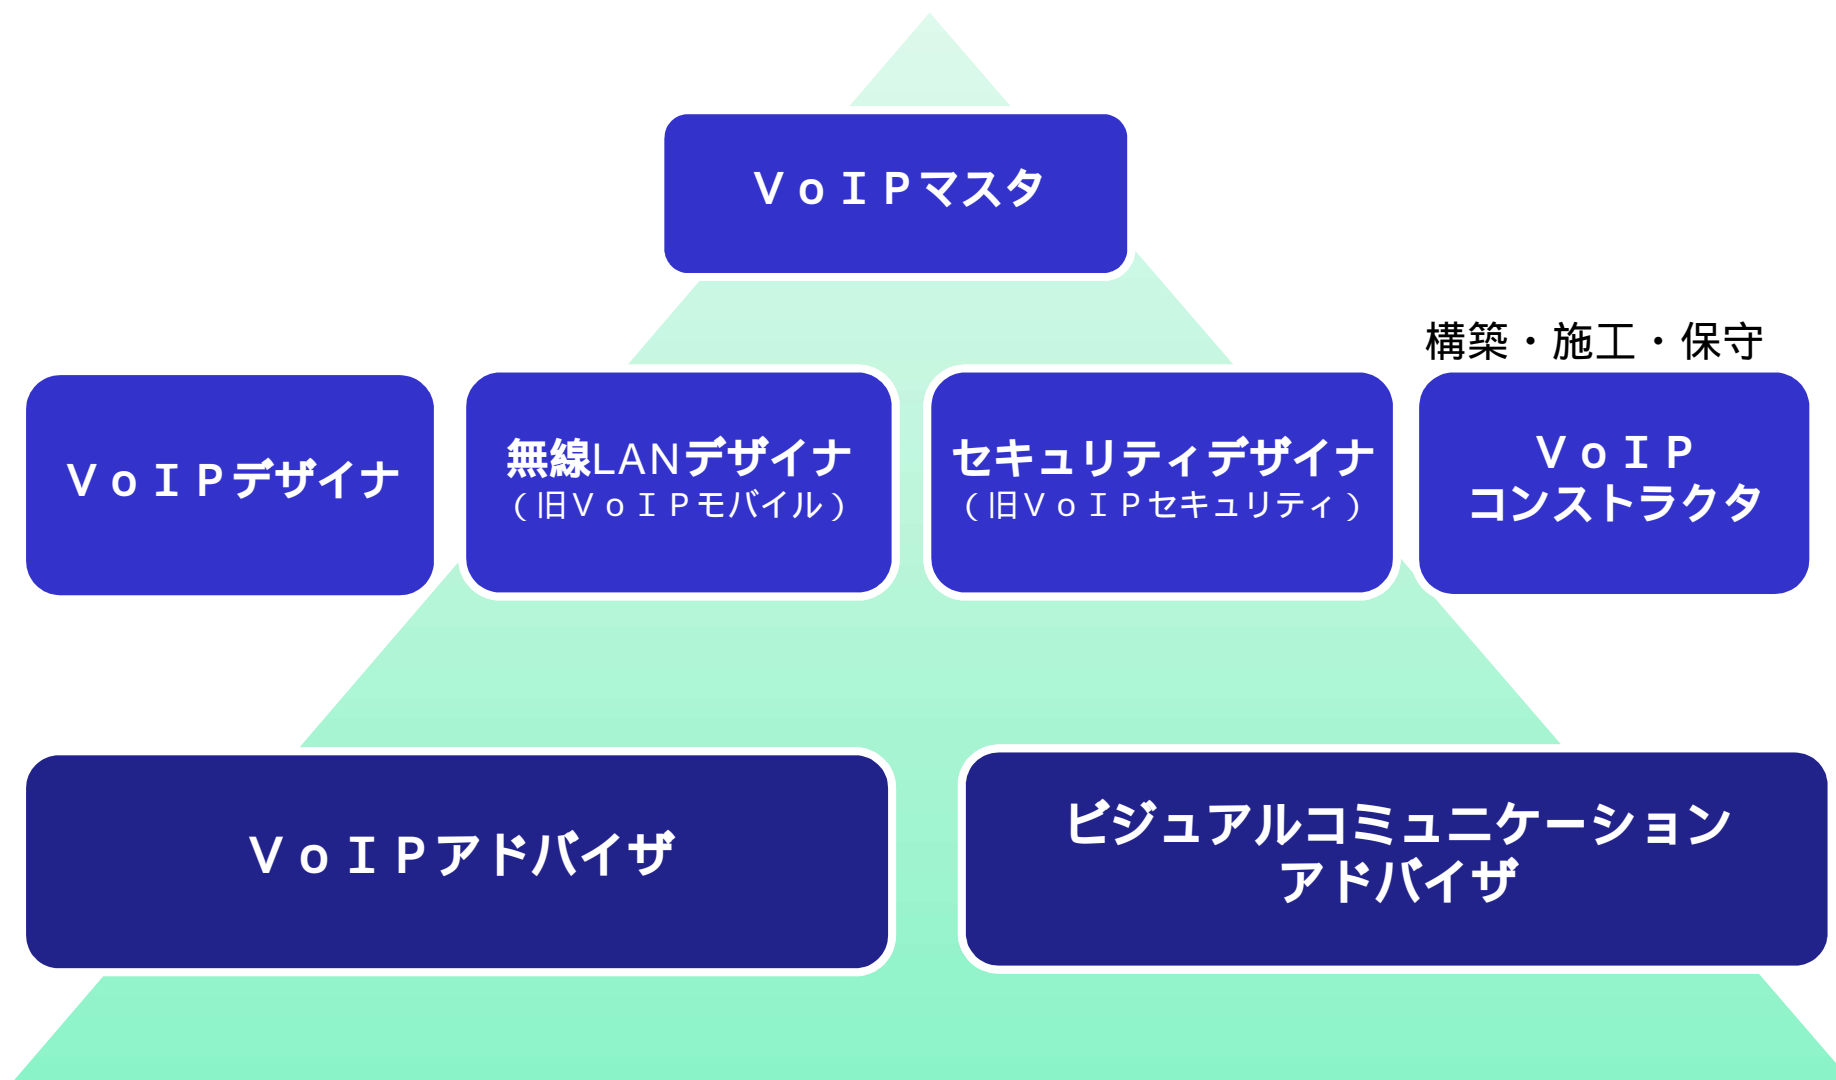 ＶｏＩＰマスタ
構築・施工・保守
ＶｏＩＰデザイナ
無線LANデザイナ
（旧ＶｏＩＰモバイル）
セキュリティデザイナ
（旧ＶｏＩＰセキュリティ）
ＶｏＩＰ
コンストラクタ
ＶｏＩＰアドバイザ
ビジュアルコミュニケーション
アドバイザ